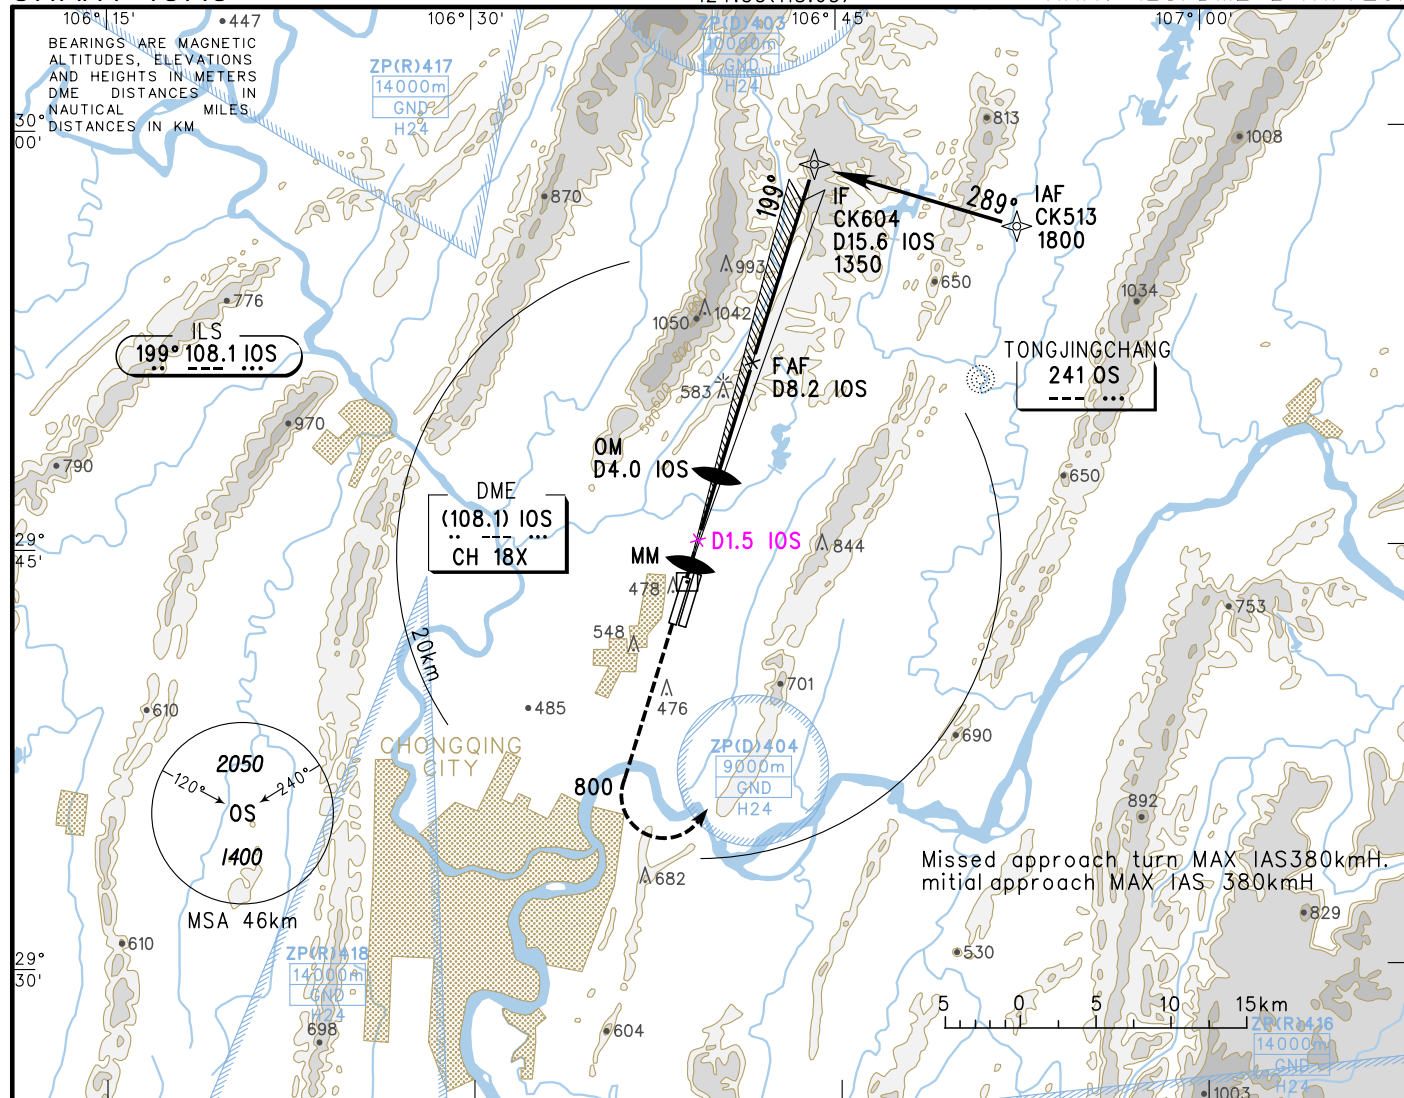 106° 15'
106° 30'
106° 45'
107° 00'
447
BEARINGS ARE MAGNETIC
ALTITUDES, ELEVATIONS
AND HEIGHTS IN METERS
DME DISTANCES IN
NAUTICAL MILES
DISTANCES IN KM
ZP(R)417
14000m
GND
H24
ZP(D)403
10000m
GND
H24
30°
00'
813
1008
870
199°
289°
IF
CK604
D15.6 IOS
1350
IAF
CK513
1800
993
650
776
1034
1050
1042
800
ILS
199° 108.1 IOS
TONGJINGCHANG
241 OS
FAF
D8.2 IOS
583
970
790
OM
D4.0 IOS
650
DME
(108.1) IOS
CH 18X
29°
45'
D1.5 IOS
844
MM
478
753
548
20km
701
476
610
485
690
CHONGQING
CITY
ZP(D)404
9000m
GND
H24
2050
120°
240°
OS
1400
MSA 46km
800
892
682
Missed approach turn MAX IAS380kmH.
mitial approach MAX IAS 380kmH
829
610
530
ZP(R)418
14000m
GND
H24
29°
30'
698
604
5 0 5 10 15km
ZP(R)416
14000m
GND
H24
1003